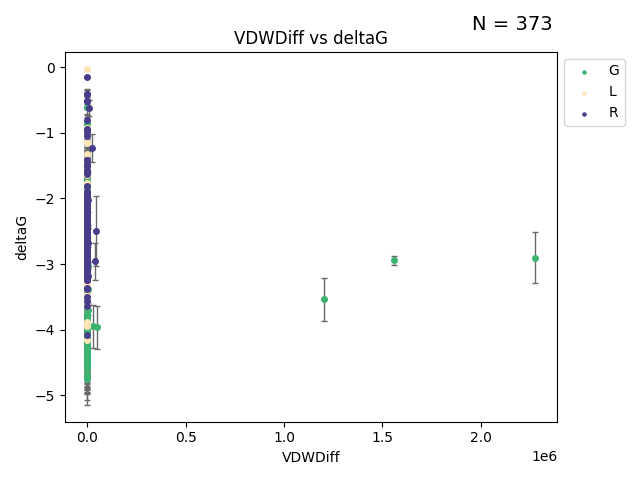 N = 373
VDWDiff vs deltaG
G
L
R
deltaG
0
−1
−2
−3
−4
−5
0.0
0.5
1.0
1.5
2.0
1e6
VDWDiff